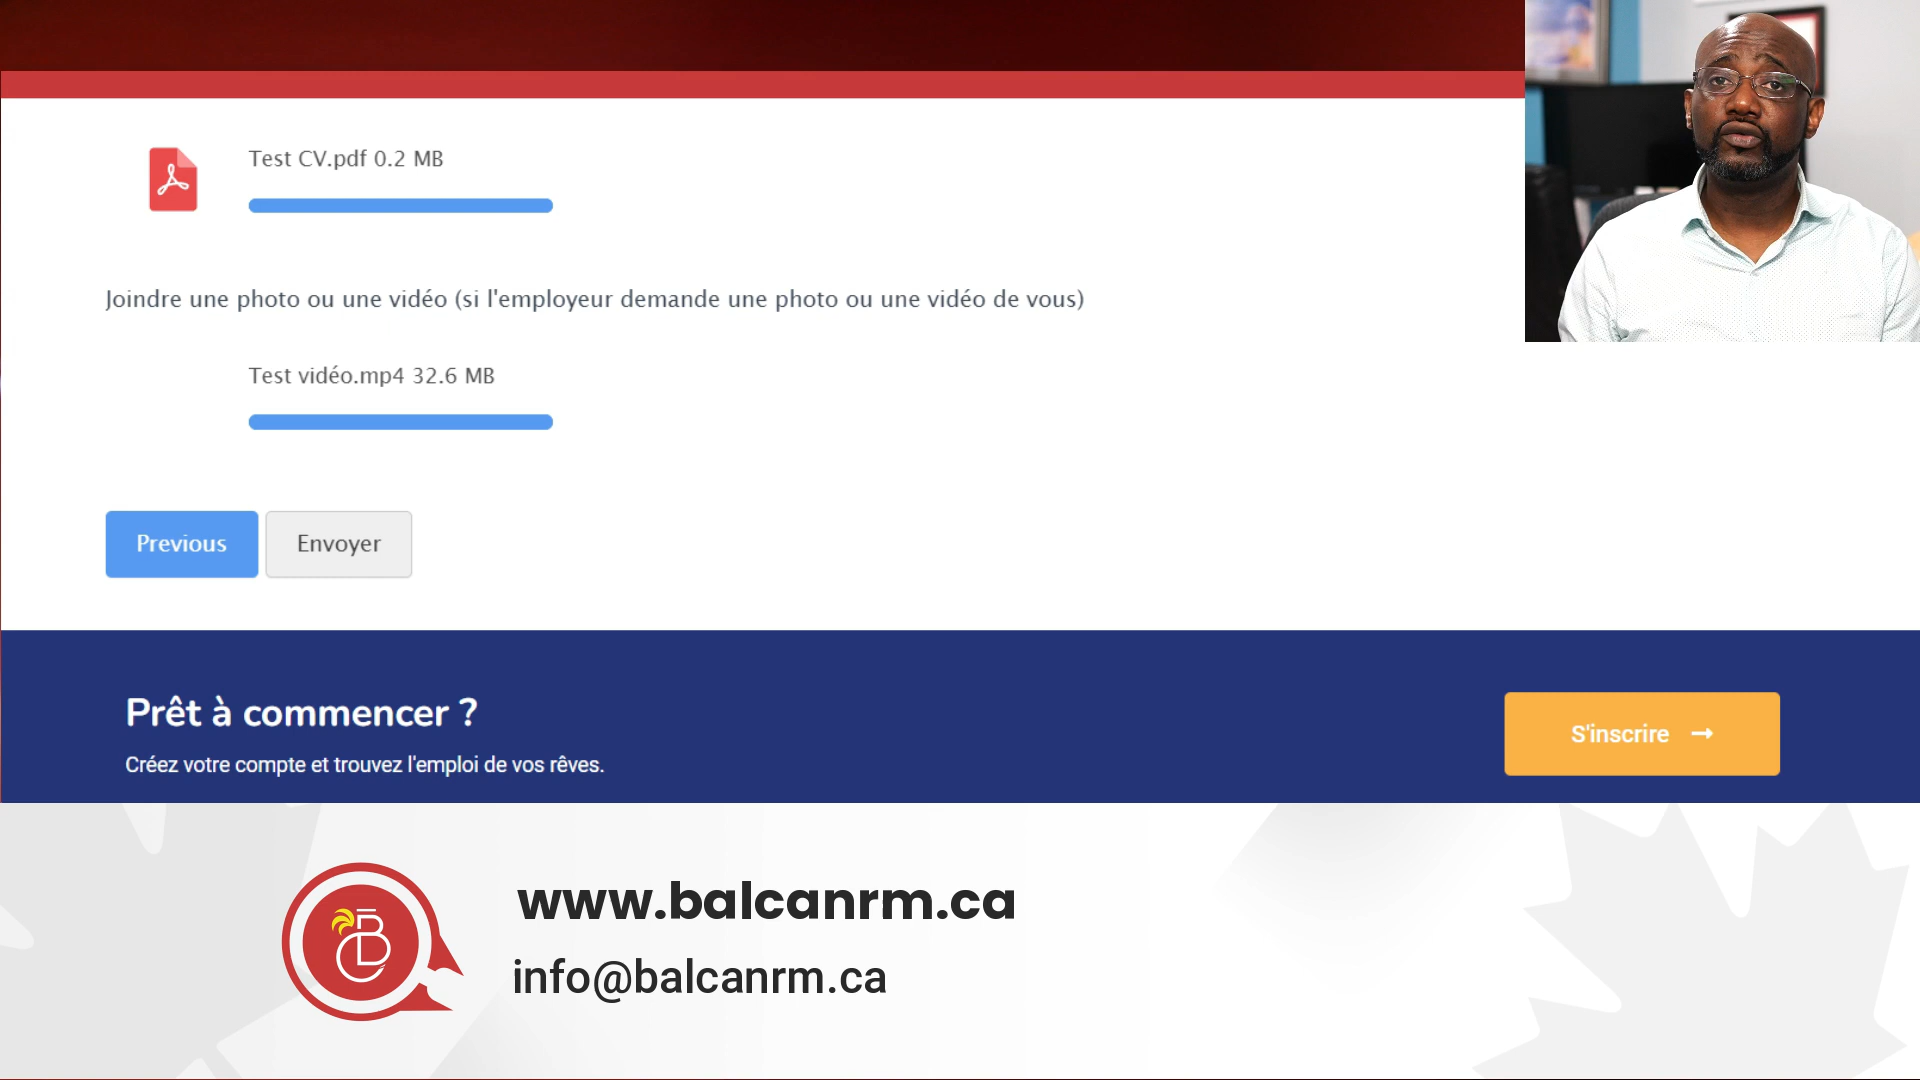 Test CV.pdf 0.2 MB
Joindre une photo ou une vidéo (si l'employeur demande une photo ou une vidéo de vous)
Test vidéo.mp4 32.6 MB
Previous
Envoyer
Prêt à commencer ?
Créez votre compte et trouvez l'emploi de vos rêves.
S'inscrire
www.balcanrm.ca
info@balcanrm.ca